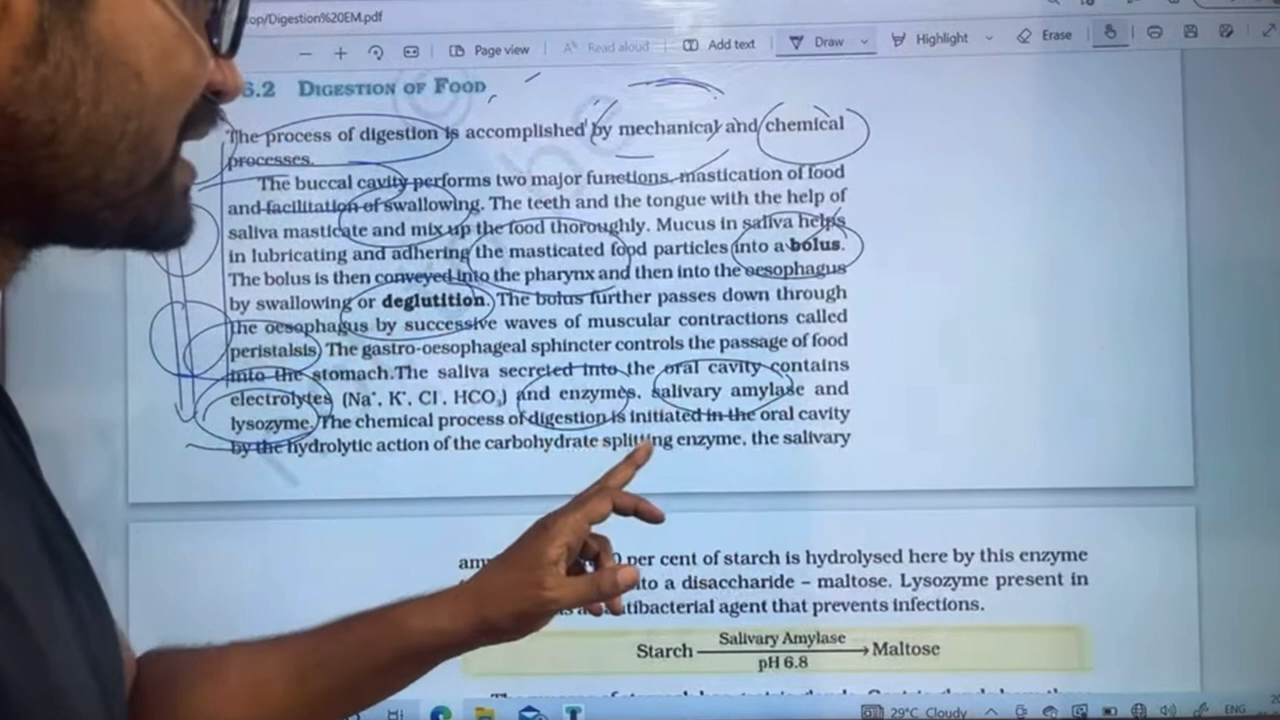 op/Digestion%20EM.pdf
Page view
Read aloud
Add text
Draw
Highlight
Erase
6.2 DIGESTION OF FOOD
The process of digestion is accomplished by mechanical and chemical
processes.
The buccal cavity performs two major functions, mastication of food
and facilitation of swallowing. The teeth and the tongue with the help of
saliva masticate and mix up the food thoroughly. Mucus in saliva helps
in lubricating and adhering the masticated food particles into a bolus.
The bolus is then conveyed into the pharynx and then into the oesophagus
by swallowing or deglutition. The bolus further passes down through
the oesophagus by successive waves of muscular contractions called
peristalsis. The gastro-oesophageal sphincter controls the passage of food
into the stomach.The saliva secreted into the oral cavity contains
electrolytes (Na⁺, K⁺, Cl⁻, HCO₃) and enzymes, salivary amylase and
lysozyme. The chemical process of digestion is initiated in the oral cavity
by the hydrolytic action of the carbohydrate splitting enzyme, the salivary
per cent of starch is hydrolysed here by this enzyme
to a disaccharide – maltose. Lysozyme present in
antibacterial agent that prevents infections.
Starch Salivary Amylase pH 6.8 → Maltose
29°C Cloudy
ENG